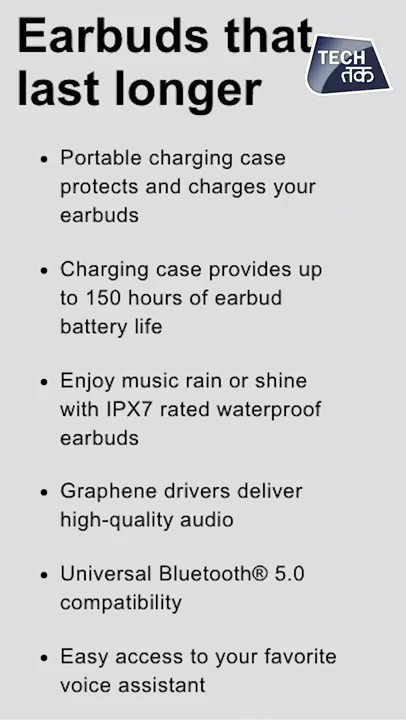 Earbuds that
last longer
TECH
तक
• Portable charging case
protects and charges your
earbuds
• Charging case provides up
to 150 hours of earbud
battery life
• Enjoy music rain or shine
with IPX7 rated waterproof
earbuds
• Graphene drivers deliver
high-quality audio
• Universal Bluetooth® 5.0
compatibility
• Easy access to your favorite
voice assistant